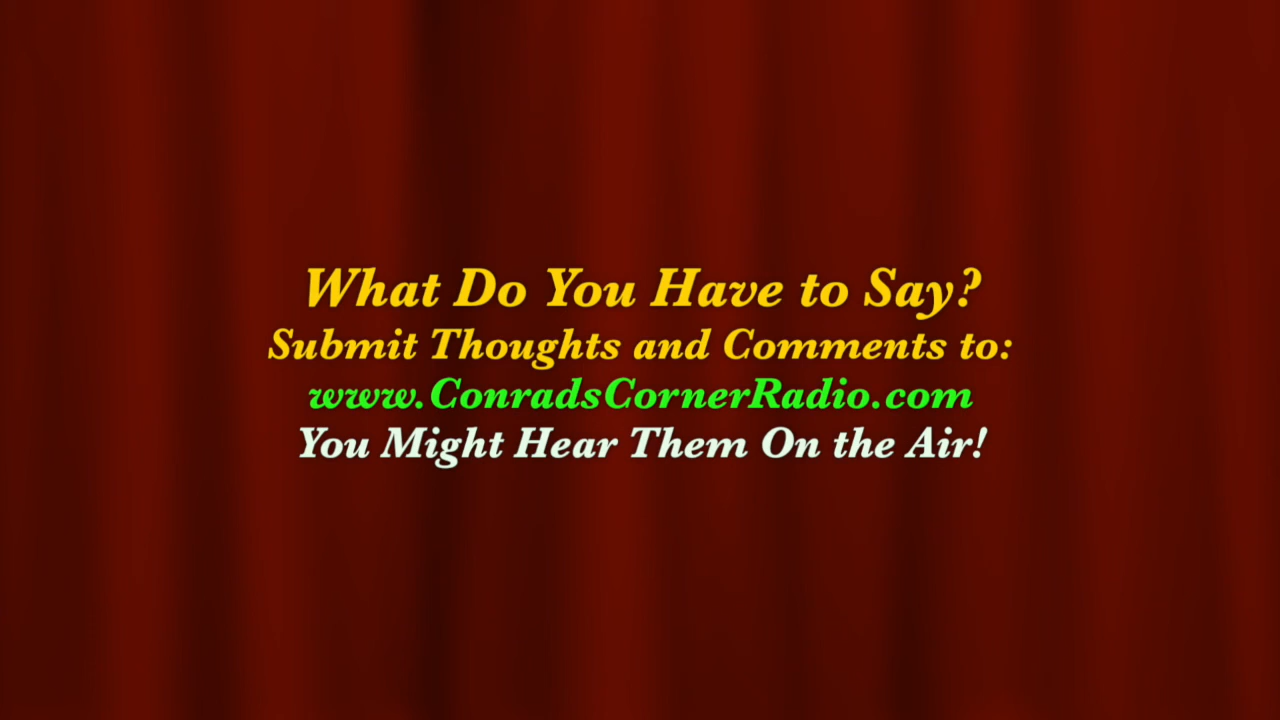 What Do You Have to Say?
Submit Thoughts and Comments to:
www.ConradsCornerRadio.com
You Might Hear Them On the Air!